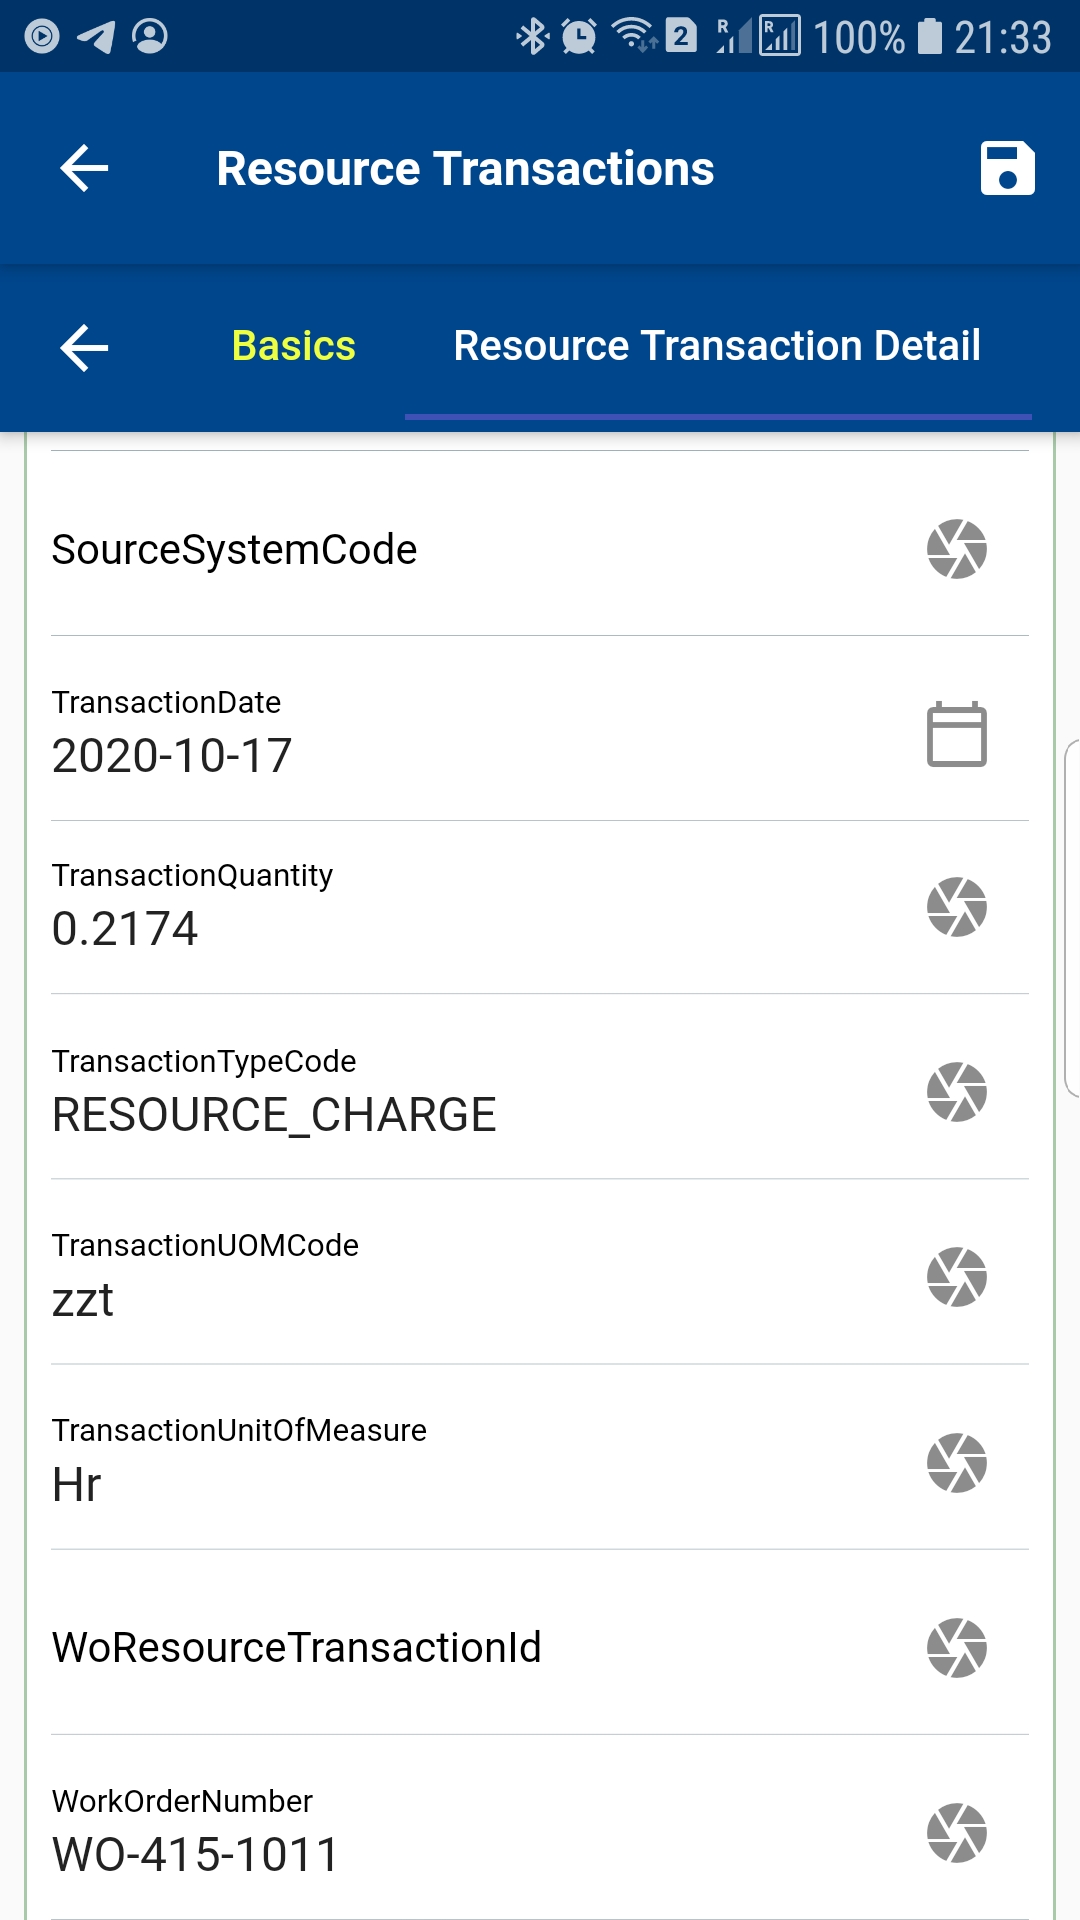 2 R R 100% 21:33
Resource Transactions
Basics Resource Transaction Detail
SourceSystemCode
TransactionDate
2020-10-17
TransactionQuantity
0.2174
TransactionTypeCode
RESOURCE_CHARGE
TransactionUOMCode
zzt
TransactionUnitOfMeasure
Hr
WoResourceTransactionId
WorkOrderNumber
WO-415-1011